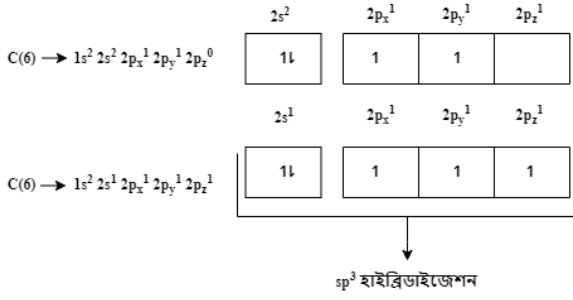 2s² 2pₓ¹ 2pᵧ¹ 2p_z¹
C(6) → 1s² 2s² 2pₓ¹ 2pᵧ¹ 2p_z⁰ 1⇂ 1 1
2s¹ 2pₓ¹ 2pᵧ¹ 2p_z¹
C(6) → 1s² 2s¹ 2pₓ¹ 2pᵧ¹ 2p_z¹ 1⇂ 1 1 1
sp³ হাইব্রিডাইজেশন